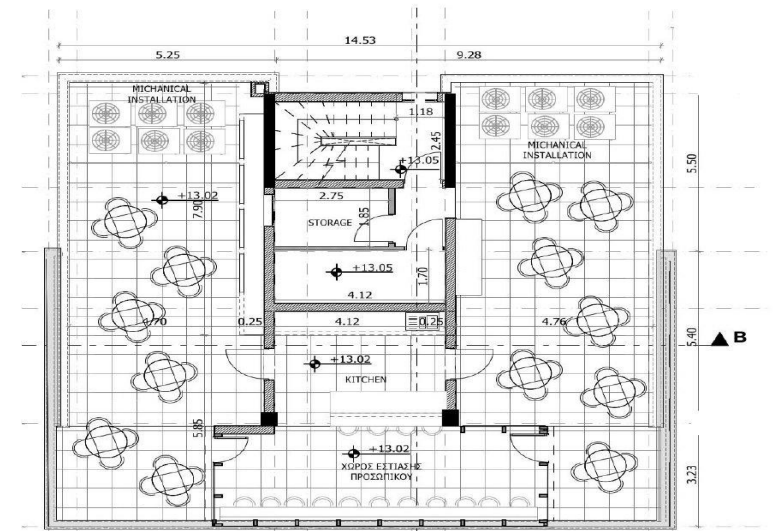 14.53
5.25
9.28
MICHANICAL
INSTALLATION
1.18
2.45
+13.05
MICHANICAL
INSTALLATION
5.50
+13.02
7.90
2.75
STORAGE
1.85
+13.05
1.70
4.12
4.70
0.25
4.12
0.25
4.76
5.40
B
+13.02
KITCHEN
5.85
+13.02
ΧΩΡΟΣ ΕΣΤΙΑΣΗΣ
ΠΡΟΣΩΠΙΚΟΥ
3.23